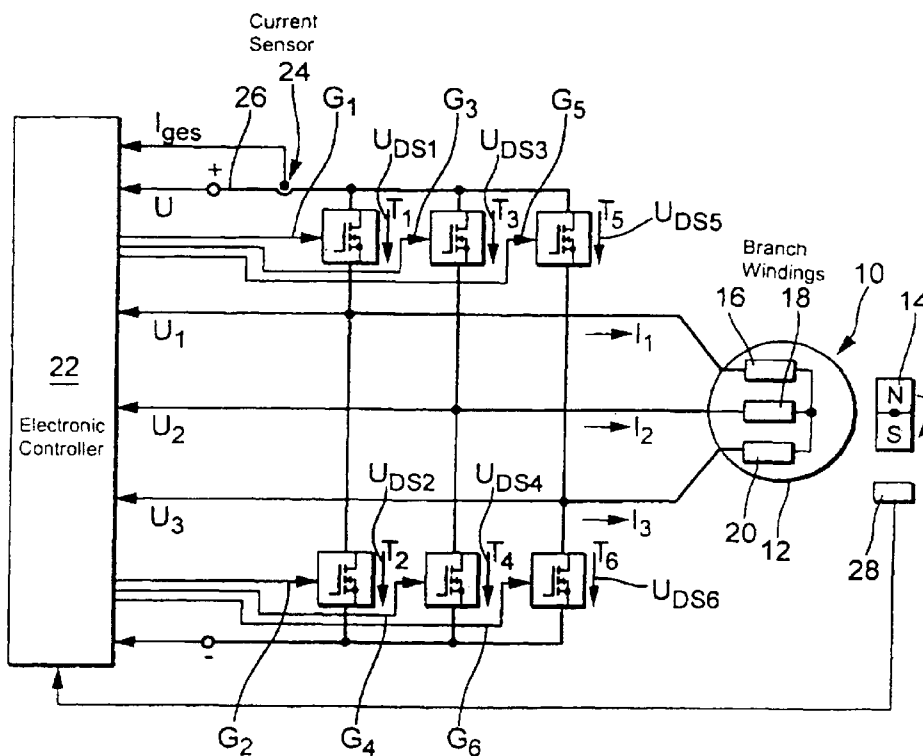 Current
Sensor
24
26
G1
G3
G5
Iges
UDS1
UDS3
+
U
T1
T3
T5
UDS5
Branch
Windings
10
16
18
14
U1
I1
22
N
S
Electronic
Controller
U2
I2
UDS2
UDS4
U3
I3
20
12
28
T2
T4
T6
UDS6
-
G2
G4
G6